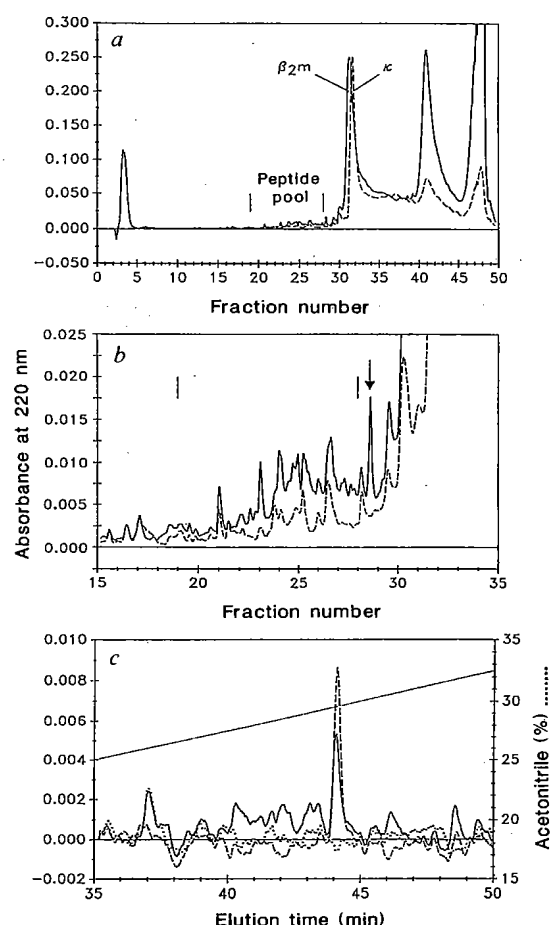 a
0.300
0.250
0.200
0.150
0.100
0.050
0.000
−0.050
β₂m
κ
Peptide
pool
0 5 10 15 20 25 30 35 40 45 50
Fraction number
Absorbance at 220 nm
b
0.025
0.020
0.015
0.010
0.005
0.000
15 20 25 30 35
Fraction number
c
0.010
0.008
0.006
0.004
0.002
0.000
−0.002
35
30
25
20
15
Acetonitrile (%)
35 40 45 50
Elution time (min)